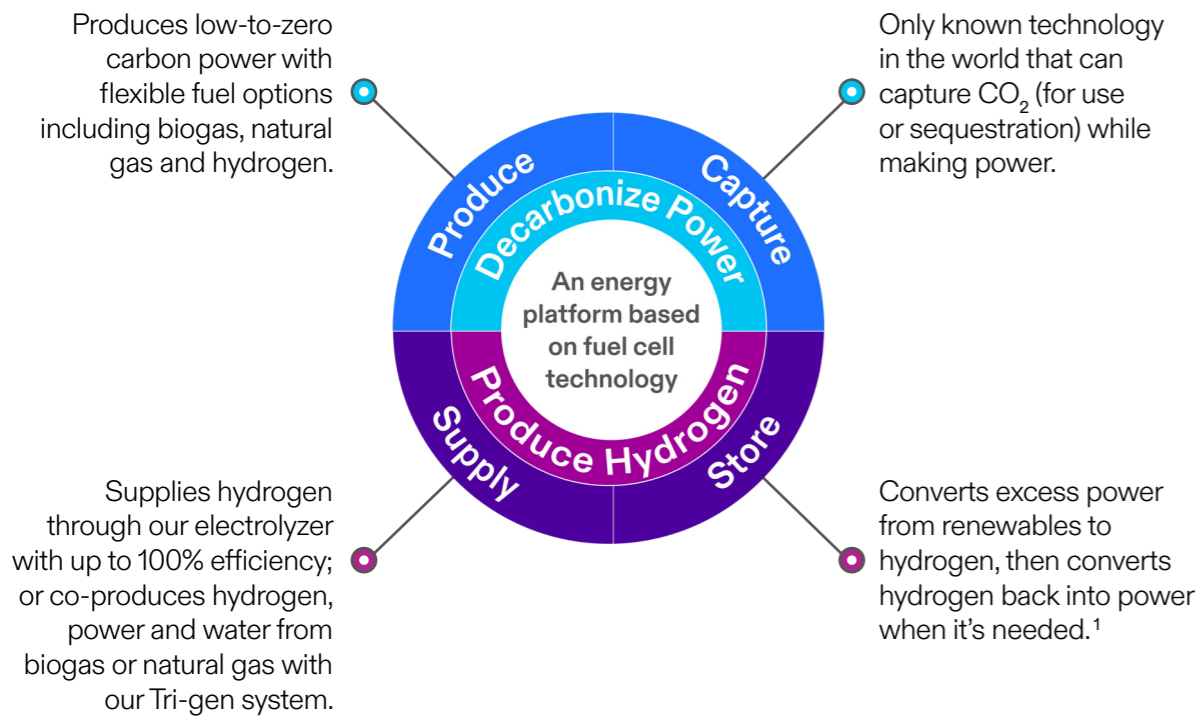 Produces low-to-zero
carbon power with
flexible fuel options
including biogas, natural
gas and hydrogen.
Only known technology
in the world that can
capture CO₂ (for use
or sequestration) while
making power.
Produce
Capture
Decarbonize Power
An energy
platform based
on fuel cell
technology
Produce Hydrogen
Supply
Store
Supplies hydrogen
through our electrolyzer
with up to 100% efficiency;
or co-produces hydrogen,
power and water from
biogas or natural gas with
our Tri-gen system.
Converts excess power
from renewables to
hydrogen, then converts
hydrogen back into power
when it’s needed.¹